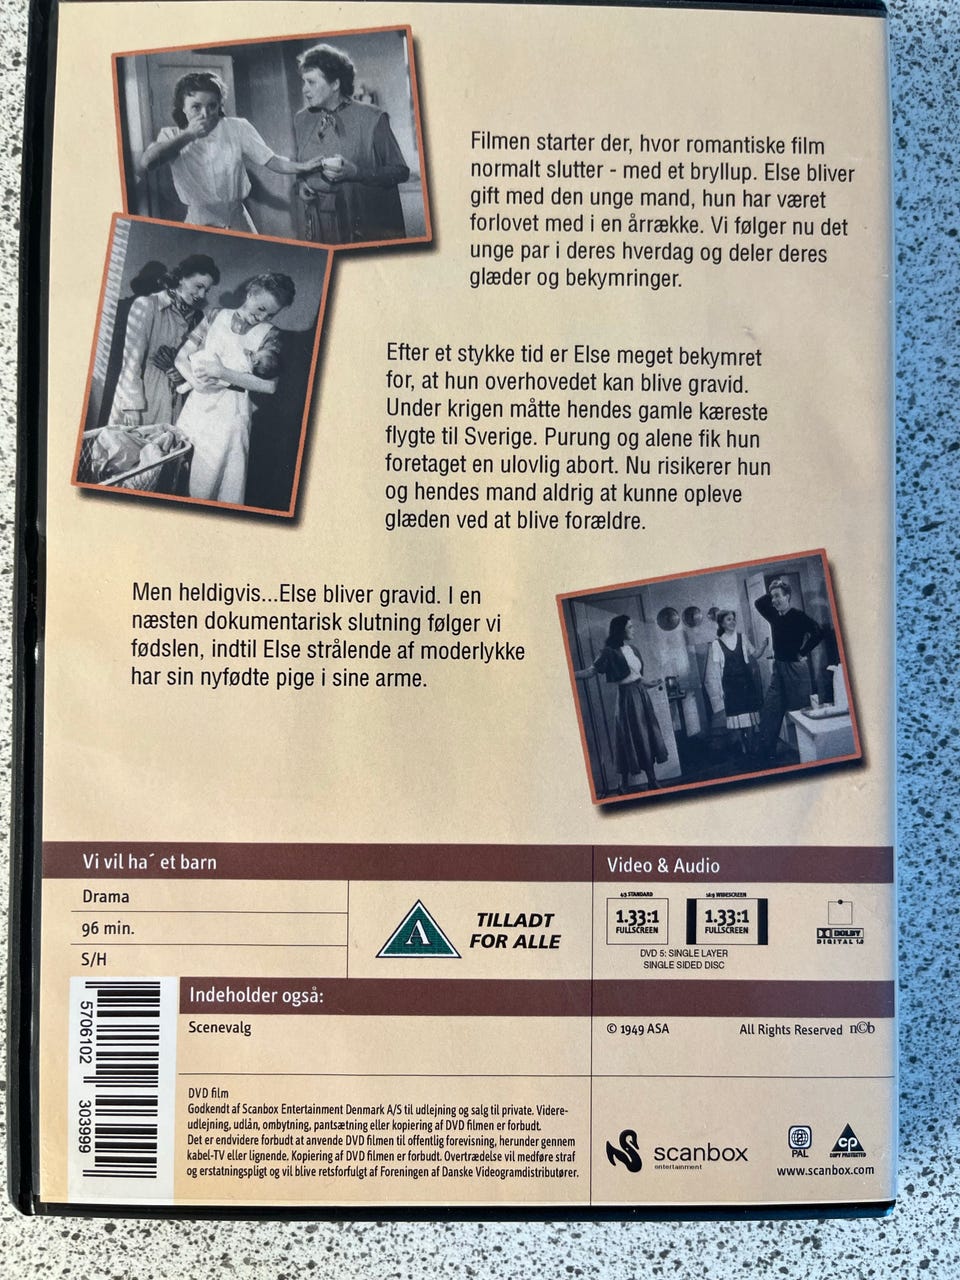 Filmen starter der, hvor romantiske film
normalt slutter - med et bryllup. Else bliver
gift med den unge mand, hun har været
forlovet med i en årrække. Vi følger nu det
unge par i deres hverdag og deler deres
glæder og bekymringer.
Efter et stykke tid er Else meget bekymret
for, at hun overhovedet kan blive gravid.
Under krigen måtte hendes gamle kæreste
flygte til Sverige. Purung og alene fik hun
foretaget en ulovlig abort. Nu risikerer hun
og hendes mand aldrig at kunne opleve
glæden ved at blive forældre.
Men heldigvis...Else bliver gravid. I en
næsten dokumentarisk slutning følger vi
fødslen, indtil Else strålende af moderlykke
har sin nyfødte pige i sine arme.
Vi vil ha´ et barn
Drama
96 min.
S/H
A
TILLADT
FOR ALLE
Video & Audio
4:3 STANDARD
1.33:1
FULLSCREEN
16:9 WIDESCREEN
1.33:1
FULLSCREEN
DVD 5: SINGLE LAYER
SINGLE SIDED DISC
DOLBY
DIGITAL 1.0
Indeholder også:
Scenevalg
© 1949 ASA
All Rights Reserved n©b
5706102 303999
DVD film
Godkendt af Scanbox Entertainment Denmark A/S til udlejning og salg til private. Videre-
udlejning, udlån, ombytning, pantsætning eller kopiering af DVD filmen er forbudt.
Det er endvidere forbudt at anvende DVD filmen til offentlig forevisning, herunder gennem
kabel-TV eller lignende. Kopiering af DVD filmen er forbudt. Overtrædelse vil medføre straf
og erstatningspligt og vil blive retsforfulgt af Foreningen af Danske Videogramdistributører.
scanbox
entertainment
PAL
CP
COPY PROTECTED
www.scanbox.com